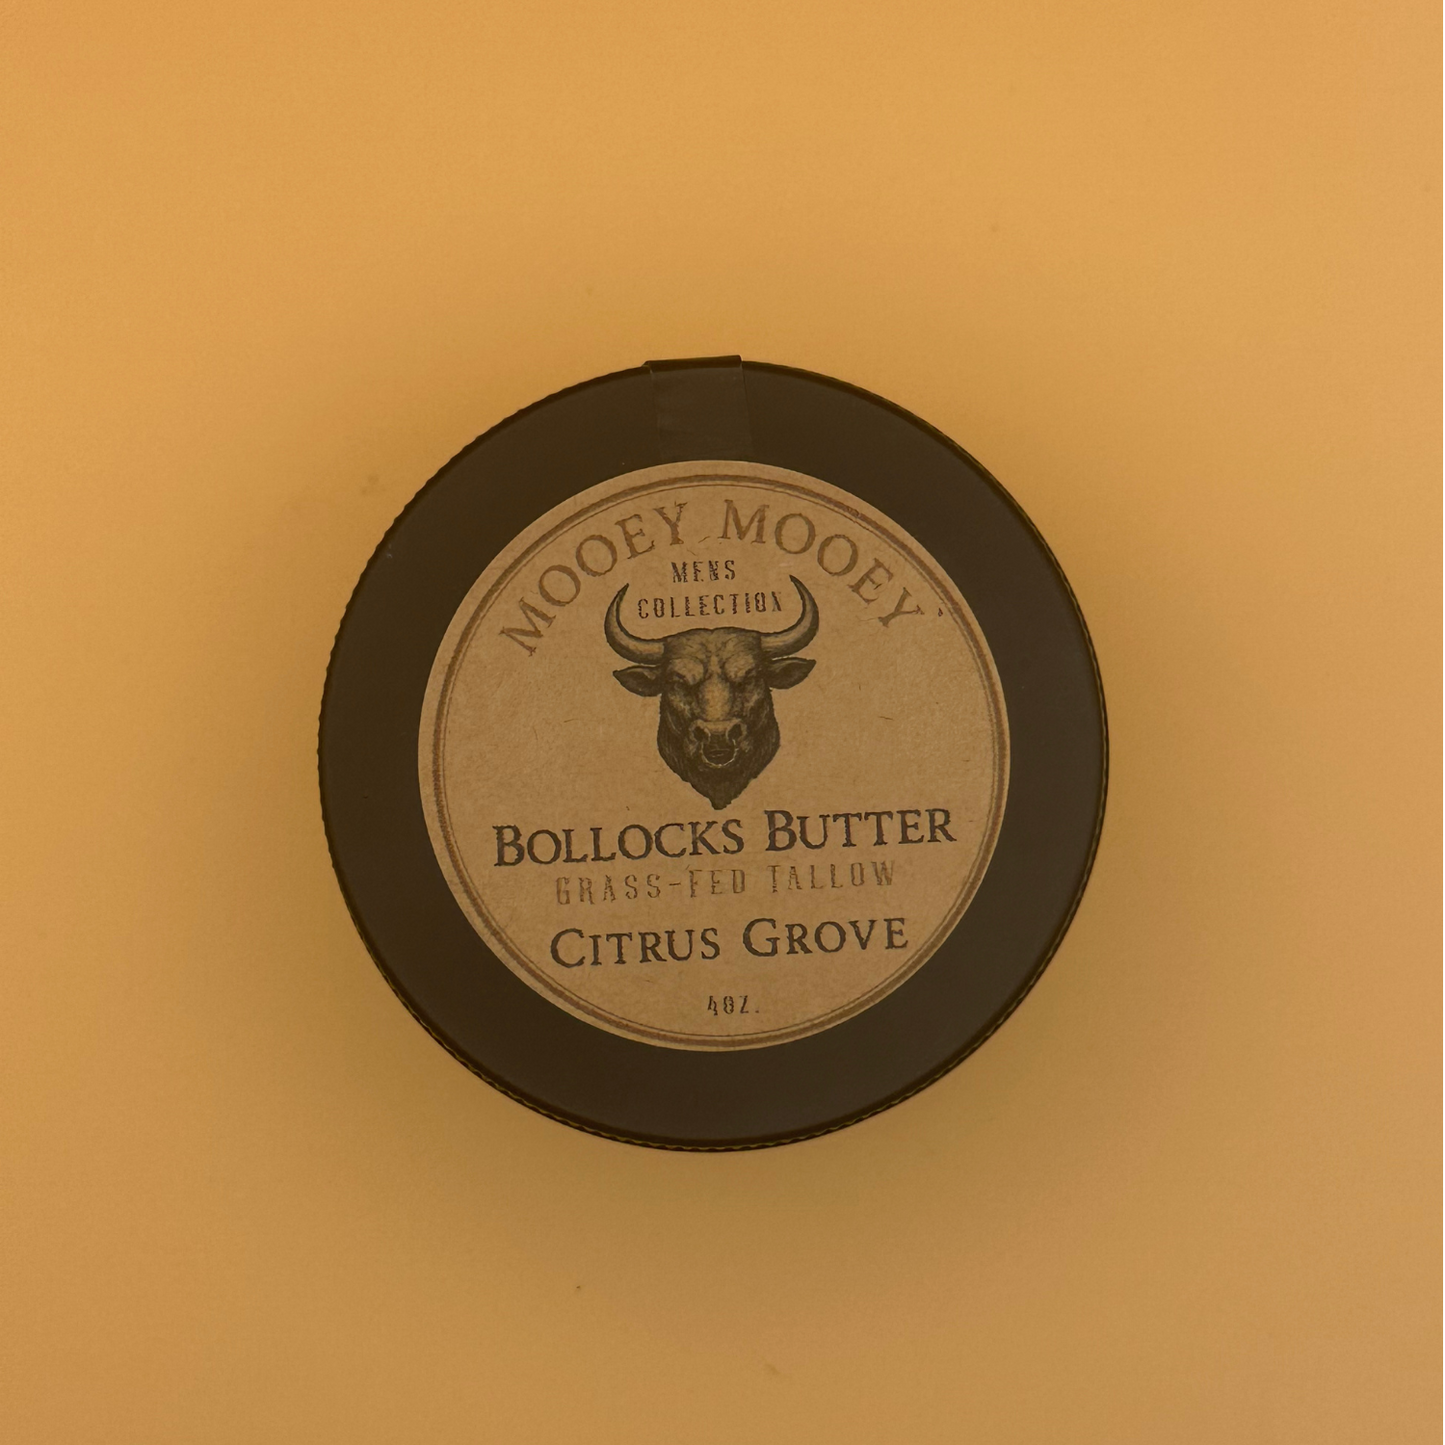 MOOEY MOOEY`
MENS
COLLECTION
BOLLOCKS BUTTER
GRASS-FED TALLOW
CITRUS GROVE
4OZ.